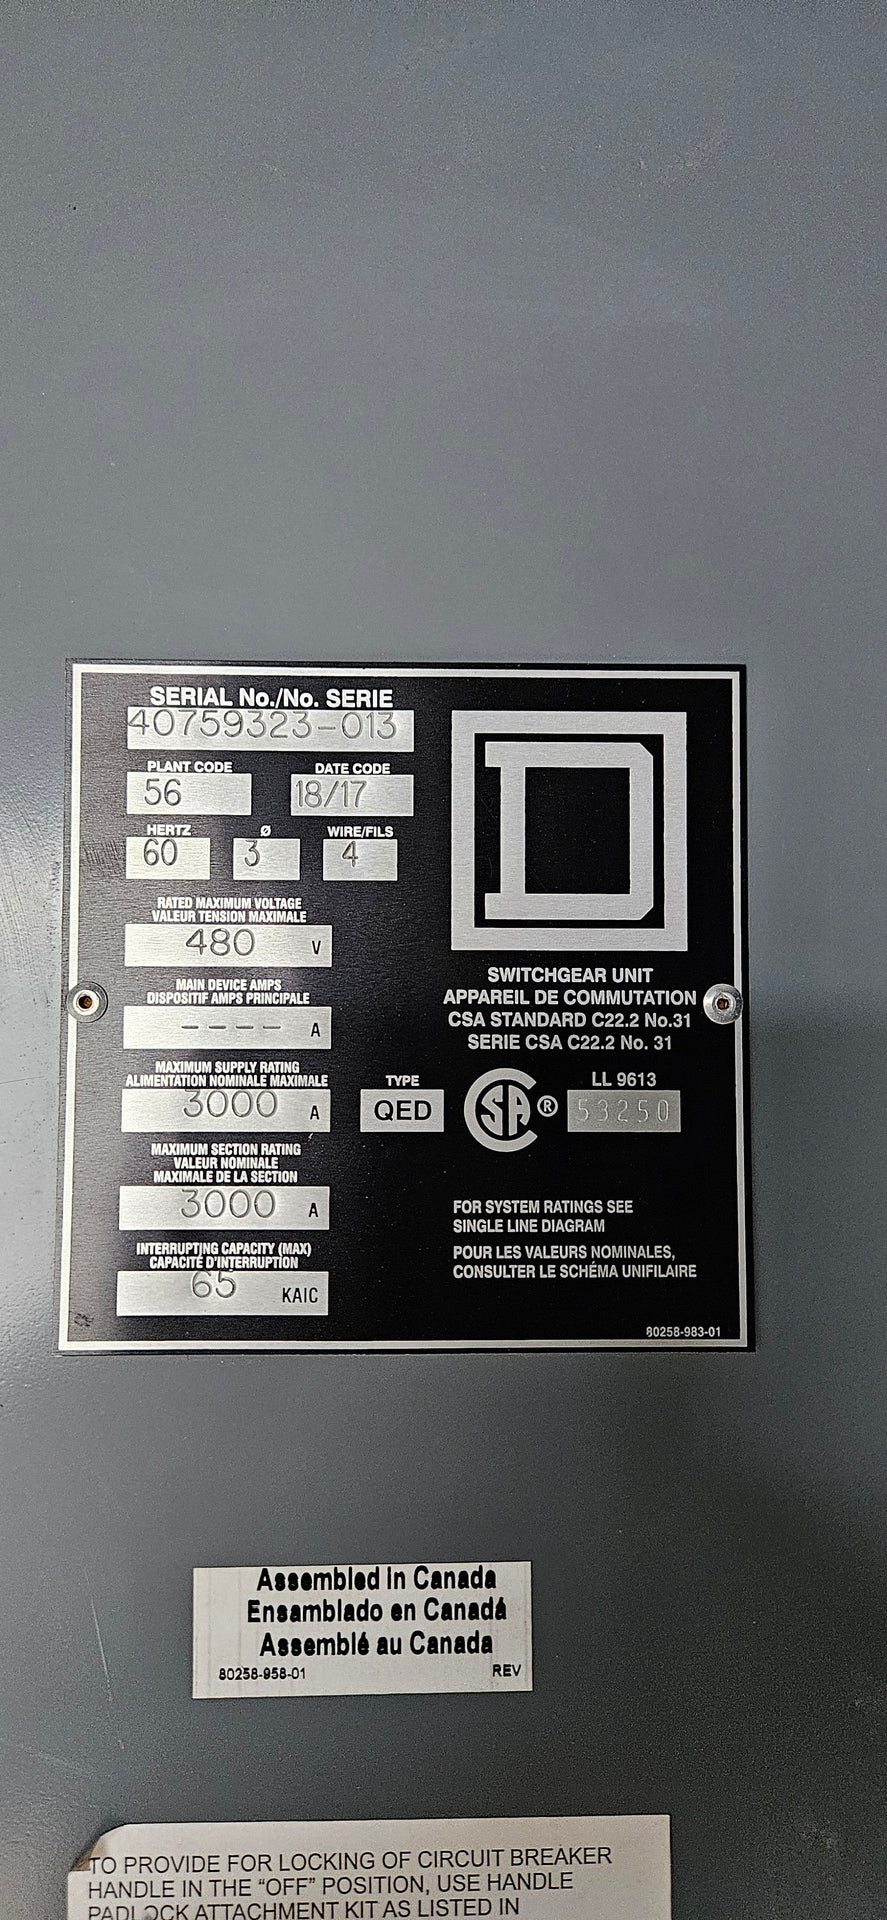 SERIAL No./No. SERIE
40759323-013
PLANT CODE DATE CODE
56 18/17
HERTZ Ø WIRE/FILS
60 3 4
RATED MAXIMUM VOLTAGE
VALEUR TENSION MAXIMALE
480 V
MAIN DEVICE AMPS
DISPOSITIF AMPS PRINCIPALE
---- A
MAXIMUM SUPPLY RATING
ALIMENTATION NOMINALE MAXIMALE
3000 A
MAXIMUM SECTION RATING
VALEUR NOMINALE
MAXIMALE DE LA SECTION
3000 A
INTERRUPTING CAPACITY (MAX)
CAPACITÉ D'INTERRUPTION
65 KAIC
D
SWITCHGEAR UNIT
APPAREIL DE COMMUTATION
CSA STANDARD C22.2 No.31
SERIE CSA C22.2 No. 31
TYPE
QED
CSA ®
LL 9613
53250
FOR SYSTEM RATINGS SEE
SINGLE LINE DIAGRAM
POUR LES VALEURS NOMINALES,
CONSULTER LE SCHÉMA UNIFILAIRE
80258-983-01
Assembled in Canada
Ensamblado en Canadá
Assemblé au Canada
80258-958-01 REV
TO PROVIDE FOR LOCKING OF CIRCUIT BREAKER
HANDLE IN THE “OFF” POSITION, USE HANDLE
PADLOCK ATTACHMENT KIT AS LISTED IN